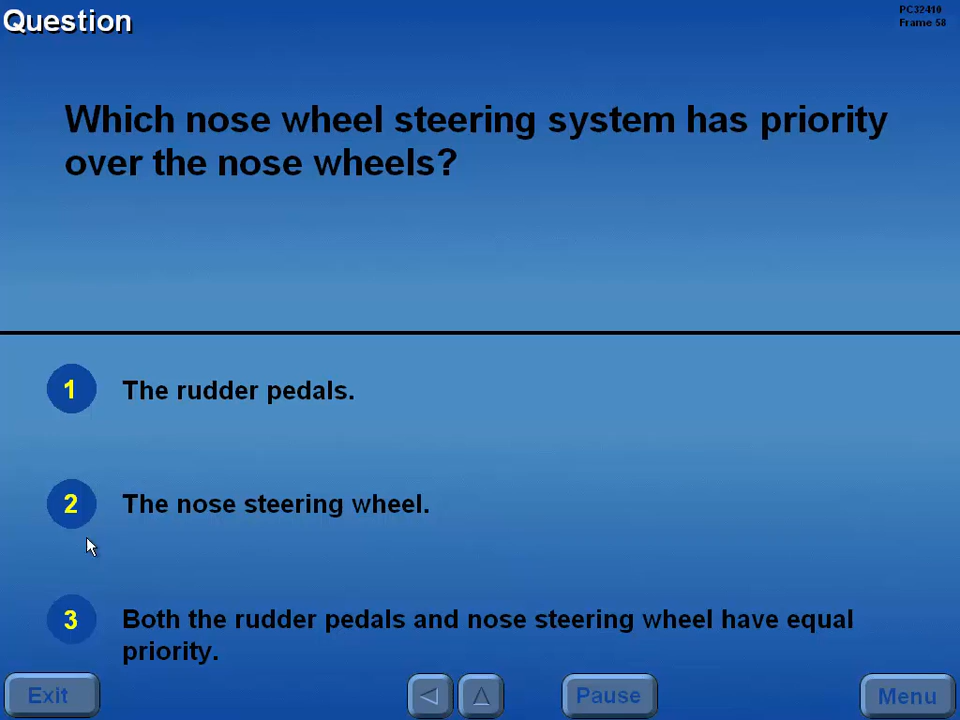 Question
PC32410
Frame 58
Which nose wheel steering system has priority
over the nose wheels?
1 The rudder pedals.
2 The nose steering wheel.
3 Both the rudder pedals and nose steering wheel have equal
priority.
Exit Pause Menu